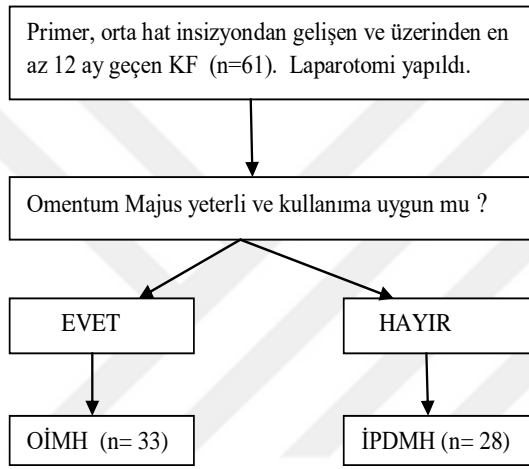 Primer, orta hat insizyondan gelişen ve üzerinden en
az 12 ay geçen KF (n=61). Laparotomi yapıldı.
Omentum Majus yeterli ve kullanıma uygun mu ?
EVET
HAYIR
OİMH (n= 33)
İPDMH (n= 28)